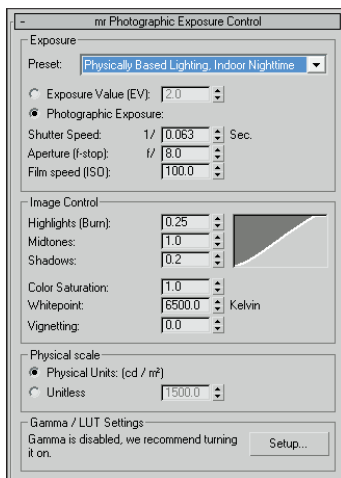 - mr Photographic Exposure Control
Exposure
Preset: Physically Based Lighting, Indoor Nighttime
Exposure Value (EV): 2.0
Photographic Exposure:
Shutter Speed: 1/ 0.063 Sec.
Aperture (f-stop): f/ 8.0
Film speed (ISO): 100.0
Image Control
Highlights (Burn): 0.25
Midtones: 1.0
Shadows: 0.2
Color Saturation: 1.0
Whitepoint: 6500.0 Kelvin
Vignetting: 0.0
Physical scale
Physical Units: (cd / m²)
Unitless 1500.0
Gamma / LUT Settings
Gamma is disabled, we recommend turning
it on.
Setup...